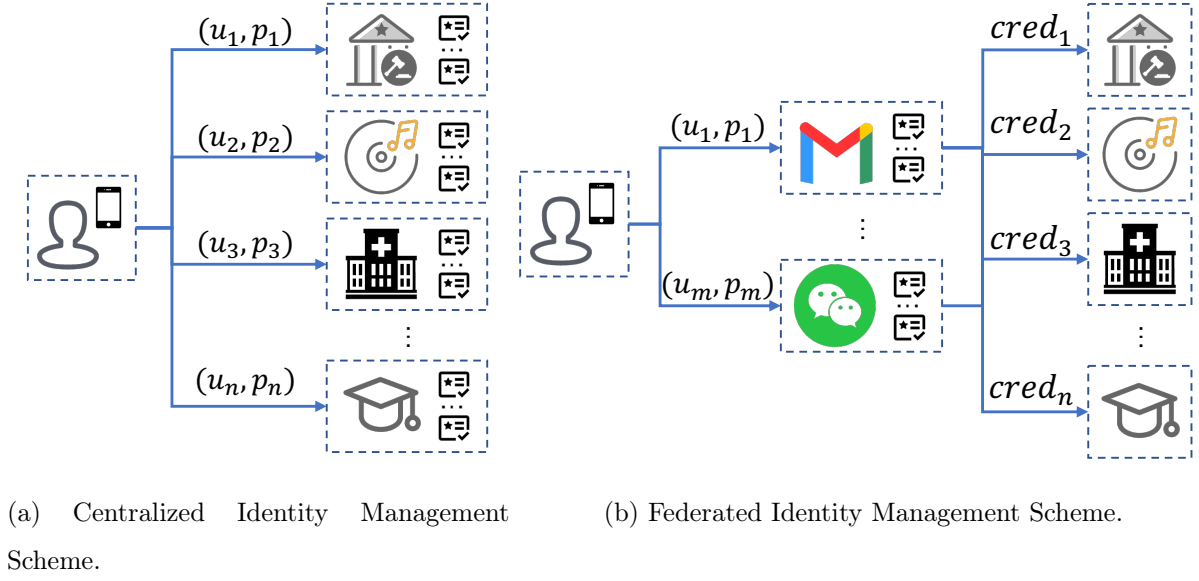 (u₁, p₁)
(u₂, p₂)
(u₃, p₃)
⋮
(uₙ, pₙ)
(a) Centralized Identity Management
Scheme.
(u₁, p₁)
⋮
(uₘ, pₘ)
cred₁
cred₂
cred₃
⋮
credₙ
(b) Federated Identity Management Scheme.